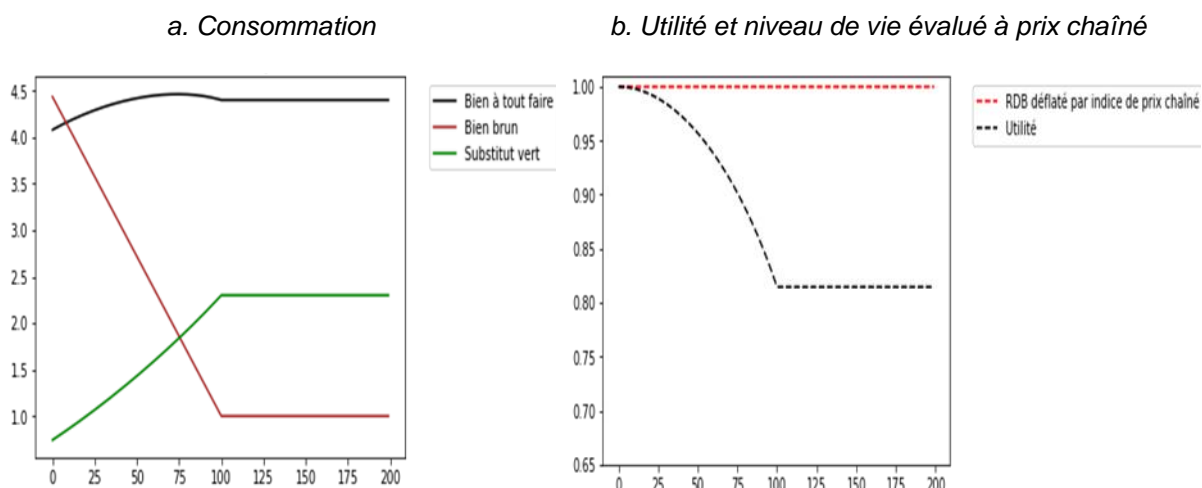 a. Consommation
b. Utilité et niveau de vie évalué à prix chaîné
4.5
4.0
3.5
3.0
2.5
2.0
1.5
1.0
0 25 50 75 100 125 150 175 200
Bien à tout faire
Bien brun
Substitut vert
1.00
0.95
0.90
0.85
0.80
0.75
0.70
0.65
0 25 50 75 100 125 150 175 200
RDB déflaté par indice de prix chaîné
Utilité